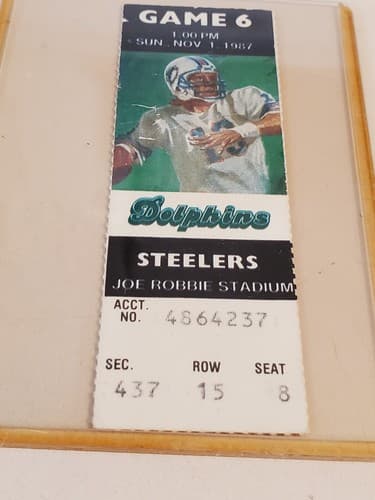 GAME 6
1:00 PM
SUN., NOV. 1, 1987
13
Dolphins
STEELERS
JOE ROBBIE STADIUM
ACCT. NO. 4864237
SEC. ROW SEAT
437 15 8